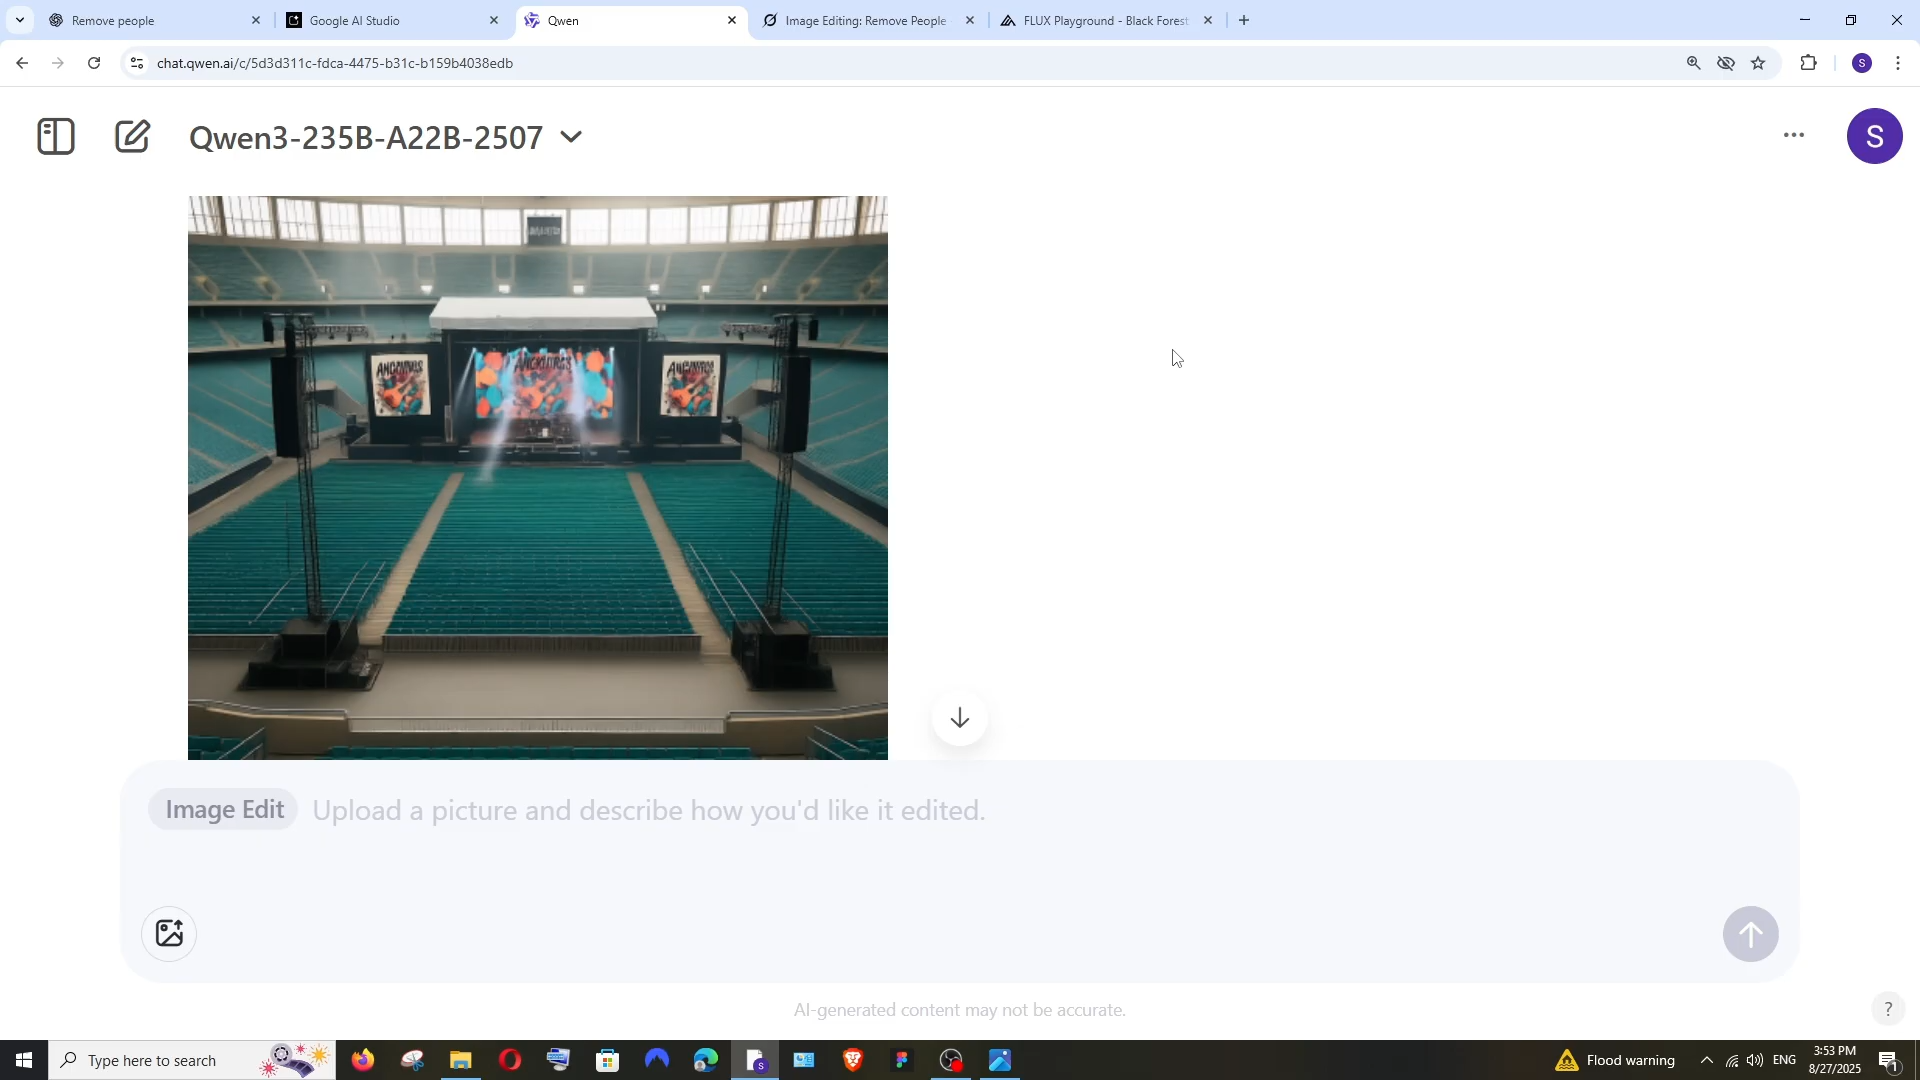 Remove people
Google AI Studio
Qwen
Image Editing: Remove People
FLUX Playground - Black Forest
chat.qwen.ai/c/5d3d311c-fdca-4475-b31c-b159b4038edb
S
Qwen3-235B-A22B-2507
S
Image Edit
Upload a picture and describe how you'd like it edited.
AI-generated content may not be accurate.
?
Type here to search
Flood warning
ENG
3:53 PM
8/27/2025
1